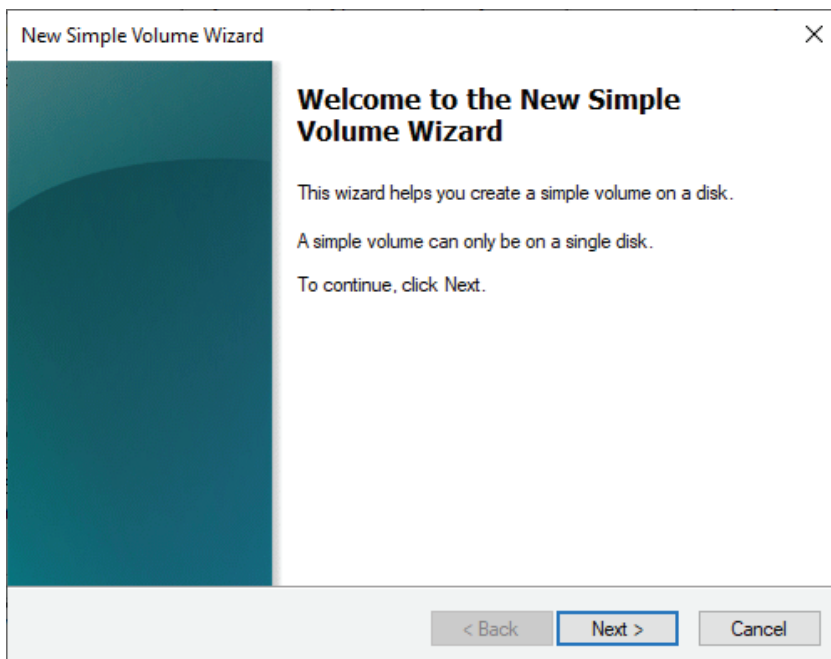 New Simple Volume Wizard
Welcome to the New Simple
Volume Wizard
This wizard helps you create a simple volume on a disk.
A simple volume can only be on a single disk.
To continue, click Next.
< Back Next > Cancel